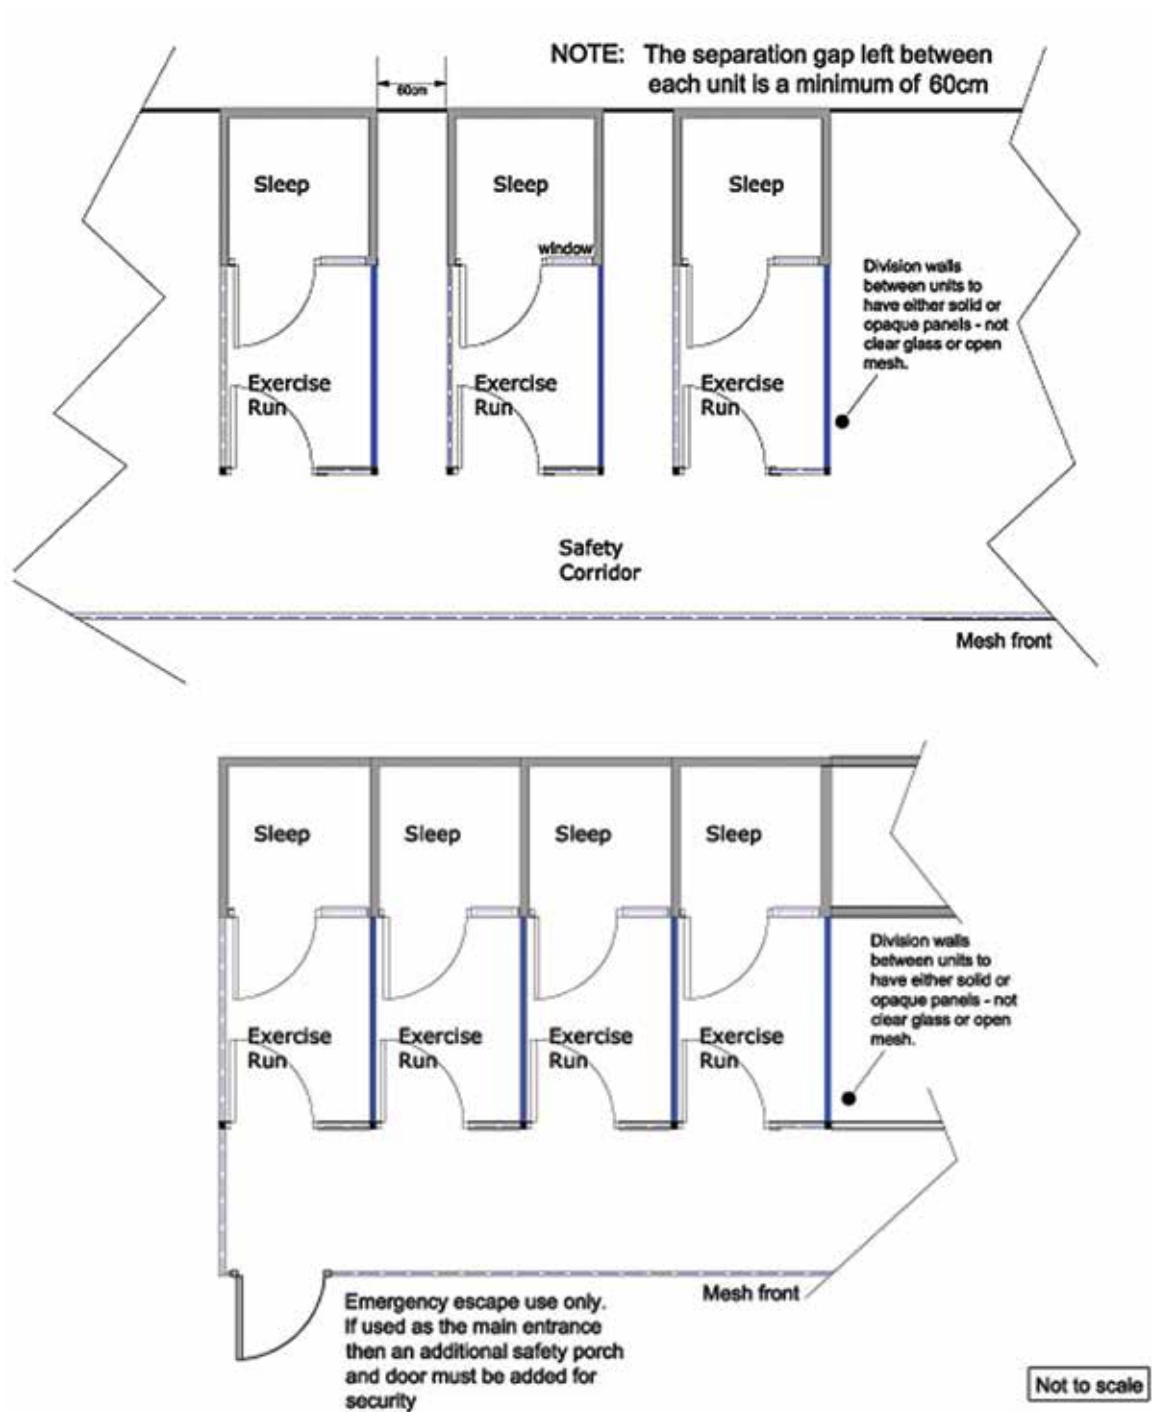 NOTE: The separation gap left between
each unit is a minimum of 60cm
60cm
Sleep
Sleep
Sleep
window
Division walls
between units to
have either solid or
opaque panels - not
clear glass or open
mesh.
Exercise
Run
Exercise
Run
Exercise
Run
Safety
Corridor
Mesh front
Sleep
Sleep
Sleep
Sleep
Division walls
between units to
have either solid or
opaque panels - not
clear glass or open
mesh.
Exercise
Run
Exercise
Run
Exercise
Run
Exercise
Run
Mesh front
Emergency escape use only.
If used as the main entrance
then an additional safety porch
and door must be added for
security
Not to scale